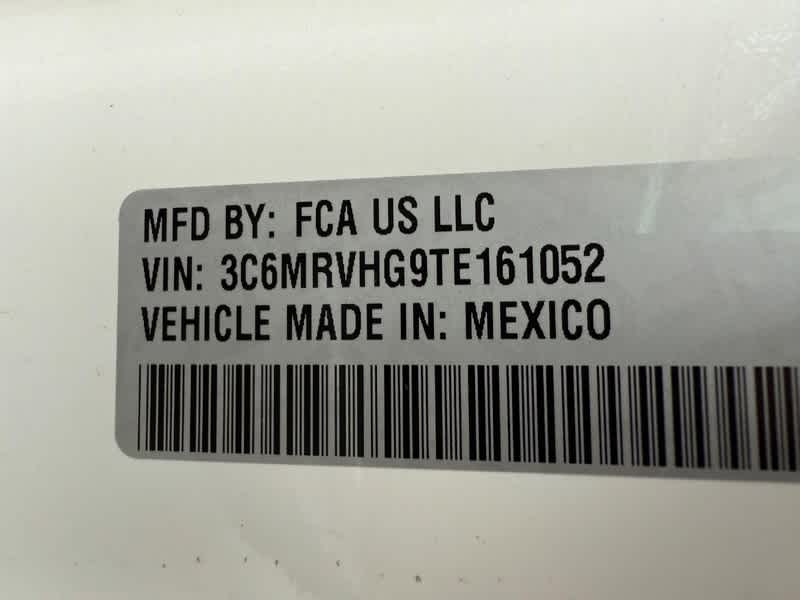 MFD BY: FCA US LLC
VIN: 3C6MRVHG9TE161052
VEHICLE MADE IN: MEXICO